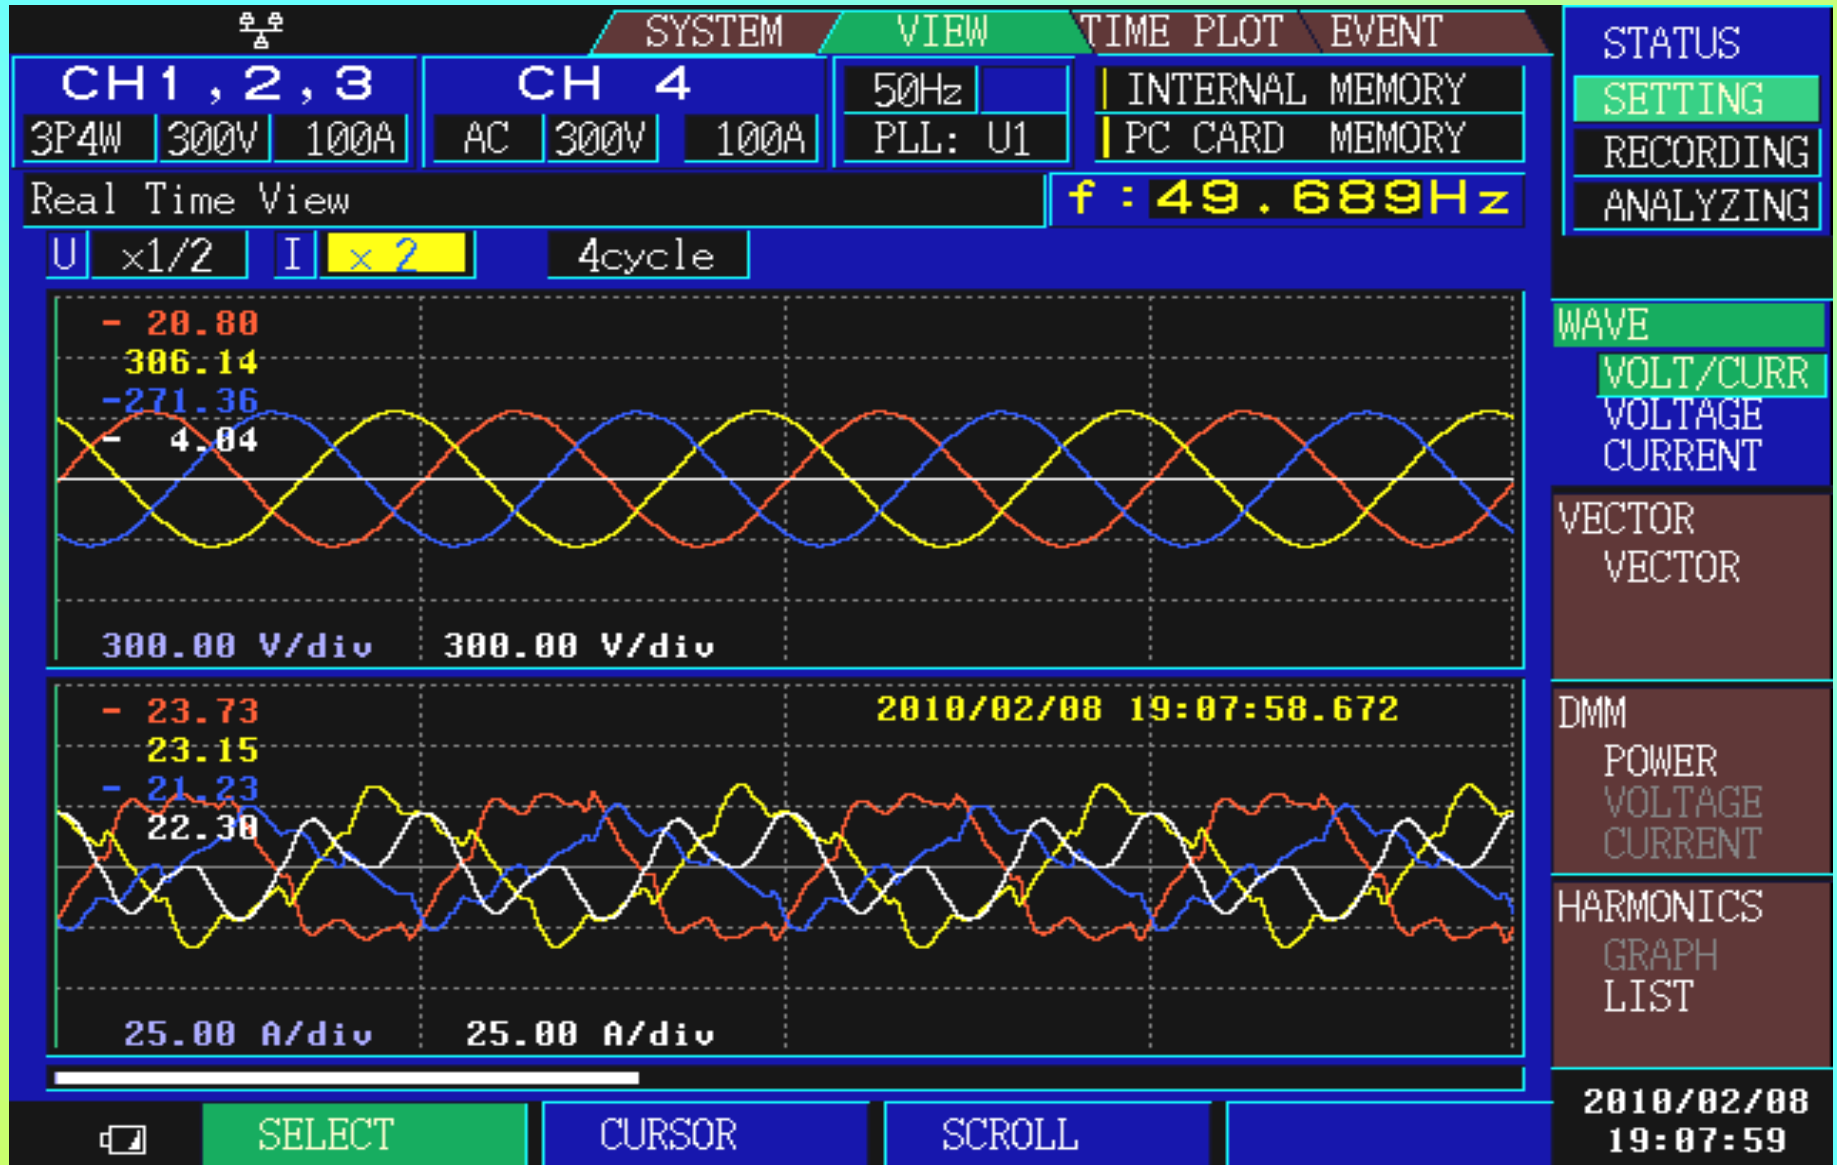 SYSTEM VIEW TIME PLOT EVENT
CH1,2,3 CH 4 50Hz INTERNAL MEMORY
3P4W 300V 100A AC 300V 100A PLL: U1 PC CARD MEMORY
Real Time View f:49.689Hz
U ×1/2 I × 2 4cycle
- 20.80
306.14
-271.36
- 4.04
300.00 V/div 300.00 V/div
- 23.73 2010/02/08 19:07:58.672
23.15
- 21.23
22.30
25.00 A/div 25.00 A/div
SELECT CURSOR SCROLL
STATUS
SETTING
RECORDING
ANALYZING
WAVE
VOLT/CURR
VOLTAGE
CURRENT
VECTOR
VECTOR
DMM
POWER
VOLTAGE
CURRENT
HARMONICS
GRAPH
LIST
2010/02/08
19:07:59